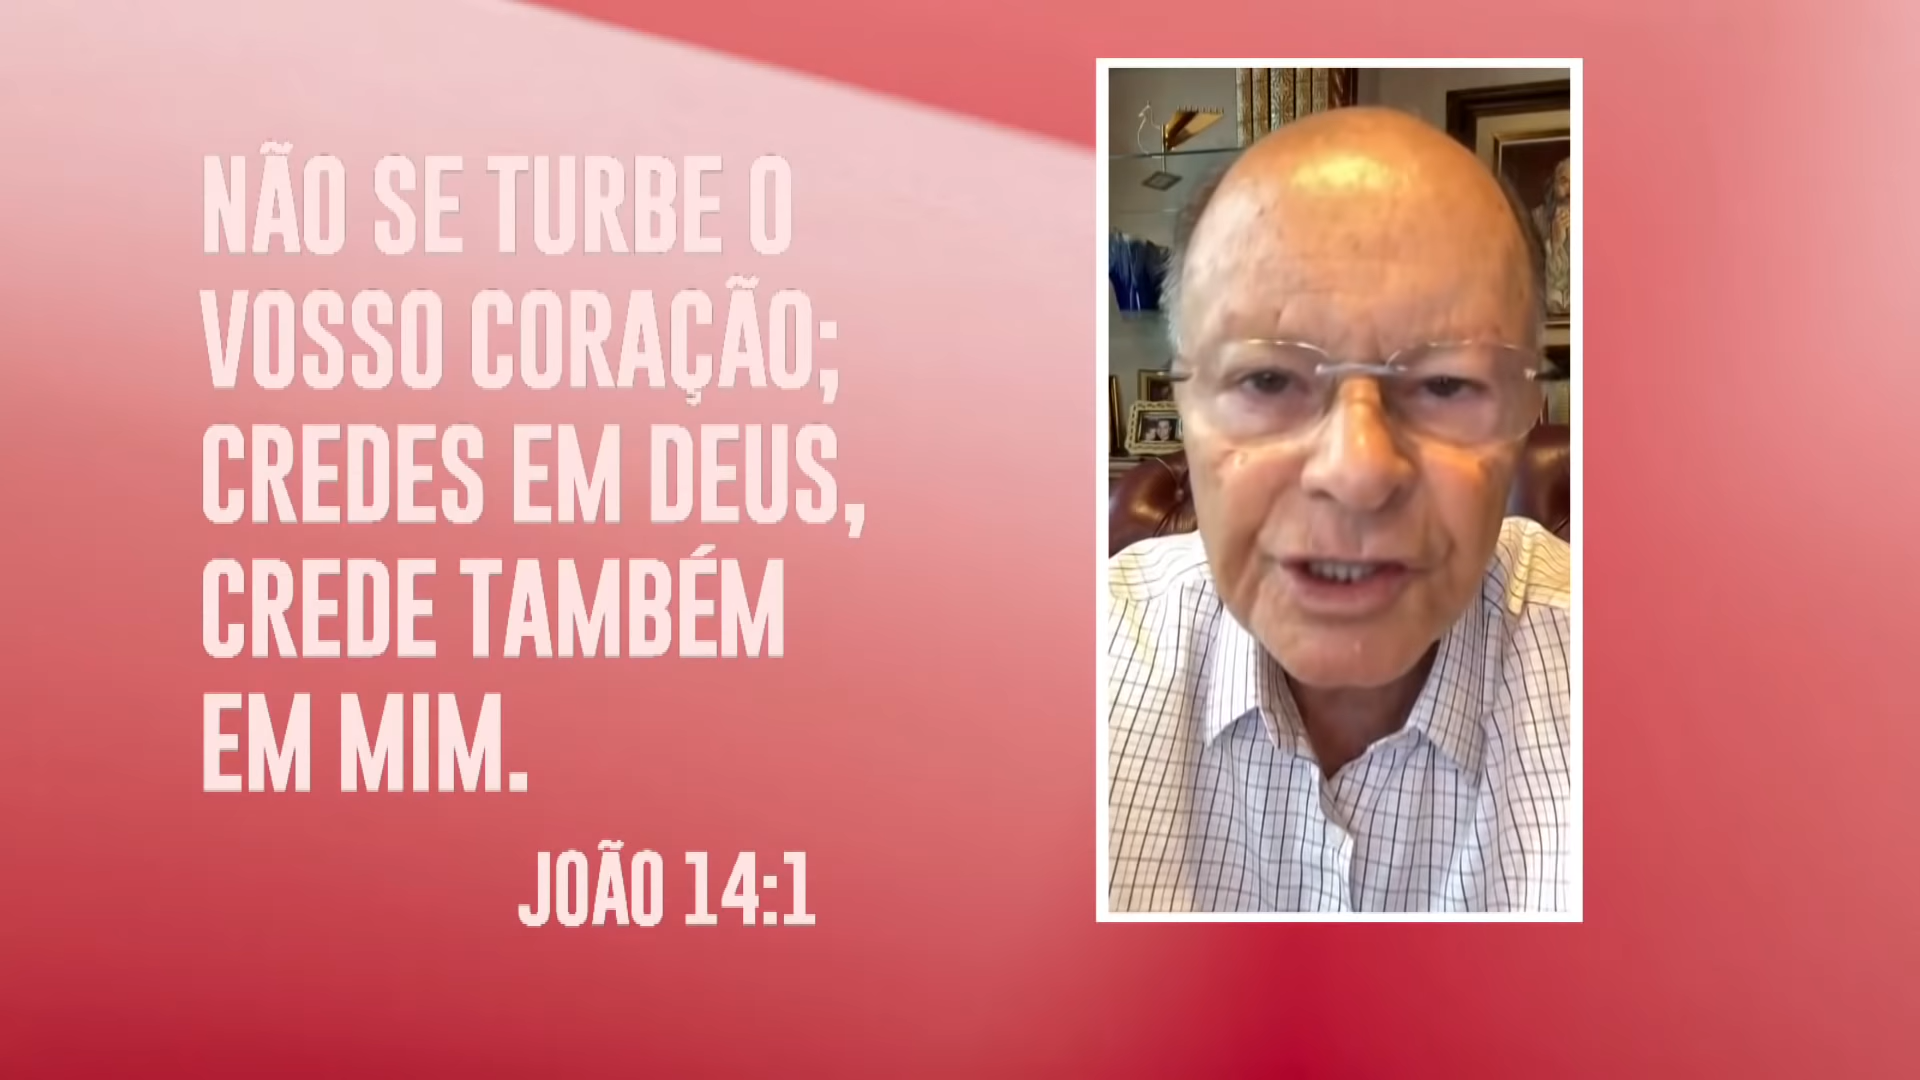 NÃO SE TURBE O
VOSSO CORAÇÃO;
CREDES EM DEUS,
CREDE TAMBÉM
EM MIM.
JOÃO 14:1